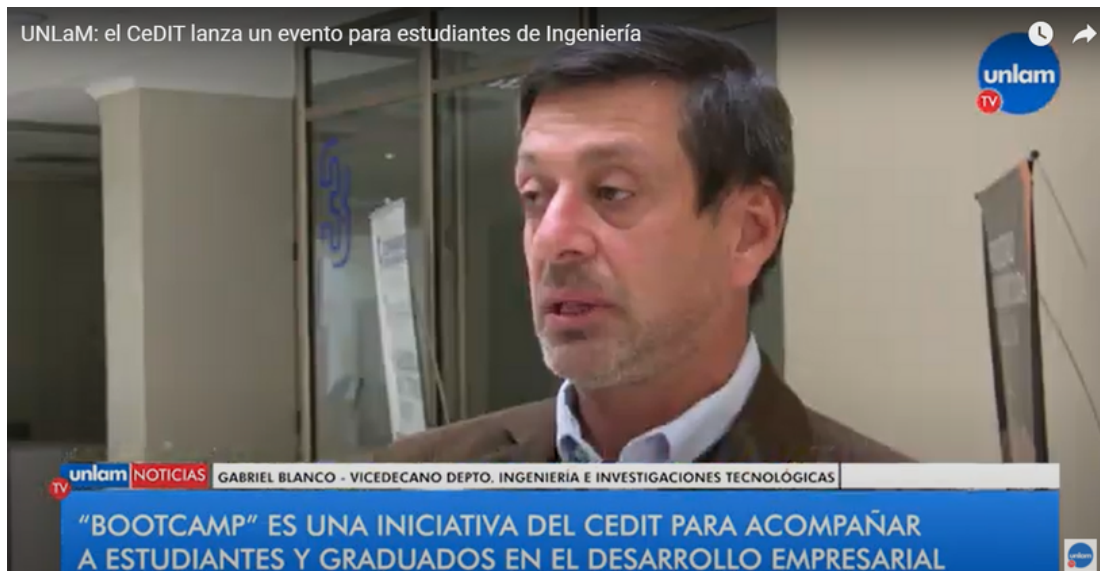 UNLaM: el CeDIT lanza un evento para estudiantes de Ingeniería
unlam
TV
unlam NOTICIAS GABRIEL BLANCO - VICEDECANO DEPTO. INGENIERÍA E INVESTIGACIONES TECNOLÓGICAS
TV
"BOOTCAMP" ES UNA INICIATIVA DEL CEDIT PARA ACOMPAÑAR
A ESTUDIANTES Y GRADUADOS EN EL DESARROLLO EMPRESARIAL
unlam